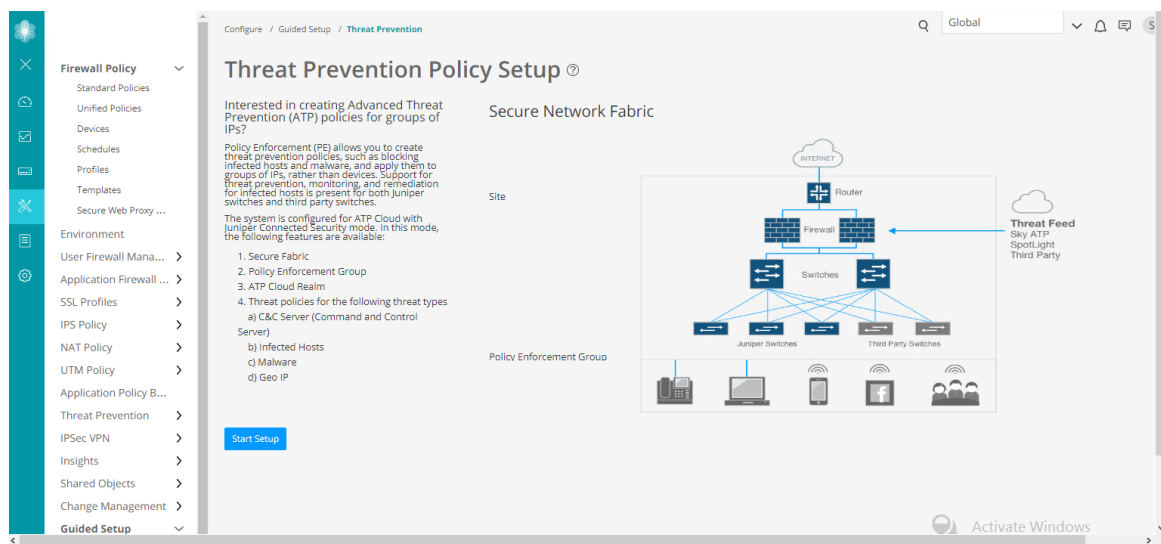 Configure / Guided Setup / Threat Prevention
Global
S
Firewall Policy
Standard Policies
Unified Policies
Devices
Schedules
Profiles
Templates
Secure Web Proxy ...
Environment
User Firewall Mana...
Application Firewall ...
SSL Profiles
IPS Policy
NAT Policy
UTM Policy
Application Policy B...
Threat Prevention
IPSec VPN
Insights
Shared Objects
Change Management
Guided Setup
Threat Prevention Policy Setup
Interested in creating Advanced Threat
Prevention (ATP) policies for groups of
IPs?
Policy Enforcement (PE) allows you to create
threat prevention policies, such as blocking
infected hosts and malware, and apply them to
groups of IPs, rather than devices. Support for
threat prevention, monitoring, and remediation
for infected hosts is present for both Juniper
switches and third party switches.
The system is configured for ATP Cloud with
Juniper Connected Security mode. In this mode,
the following features are available:
1. Secure Fabric
2. Policy Enforcement Group
3. ATP Cloud Realm
4. Threat policies for the following threat types
a) C&C Server (Command and Control
Server)
b) Infected Hosts
c) Malware
d) Geo IP
Start Setup
Secure Network Fabric
INTERNET
Router
Site
Firewall
Threat Feed
Sky ATP
SpotLight
Third Party
Switches
Juniper Switches
Third Party Switches
Policy Enforcement Group
Activate Windows